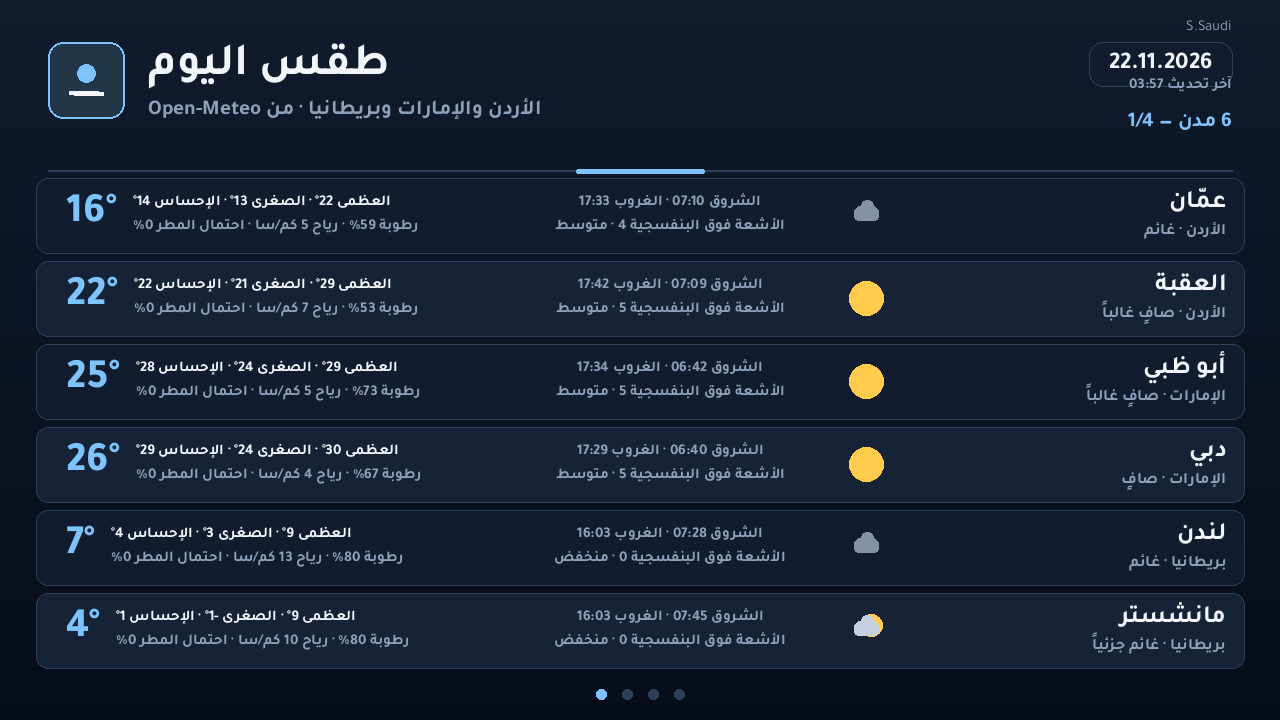 S.Saudi
طقس اليوم
22.11.2026
آخر تحديث 03:57
الأردن والإمارات وبريطانيا · من Open-Meteo
6 مدن — 1/4
عمّان
الأردن · غائم
الشروق 07:10 · الغروب 17:33
الأشعة فوق البنفسجية 4 · متوسط
العظمى 22° · الصغرى 13° · الإحساس 14°
رطوبة 59% · رياح 5 كم/سا · احتمال المطر 0%
16°
العقبة
الأردن · صافٍ غالباً
الشروق 07:09 · الغروب 17:42
الأشعة فوق البنفسجية 5 · متوسط
العظمى 29° · الصغرى 21° · الإحساس 22°
رطوبة 53% · رياح 7 كم/سا · احتمال المطر 0%
22°
أبو ظبي
الإمارات · صافٍ غالباً
الشروق 06:42 · الغروب 17:34
الأشعة فوق البنفسجية 5 · متوسط
العظمى 29° · الصغرى 24° · الإحساس 28°
رطوبة 73% · رياح 5 كم/سا · احتمال المطر 0%
25°
دبي
الإمارات · صافٍ
الشروق 06:40 · الغروب 17:29
الأشعة فوق البنفسجية 5 · متوسط
العظمى 30° · الصغرى 24° · الإحساس 29°
رطوبة 67% · رياح 4 كم/سا · احتمال المطر 0%
26°
لندن
بريطانيا · غائم
الشروق 07:28 · الغروب 16:03
الأشعة فوق البنفسجية 0 · منخفض
العظمى 9° · الصغرى 3° · الإحساس 4°
رطوبة 80% · رياح 13 كم/سا · احتمال المطر 0%
7°
مانشستر
بريطانيا · غائم جزئياً
الشروق 07:45 · الغروب 16:03
الأشعة فوق البنفسجية 0 · منخفض
العظمى 9° · الصغرى -1° · الإحساس 1°
رطوبة 80% · رياح 10 كم/سا · احتمال المطر 0%
4°